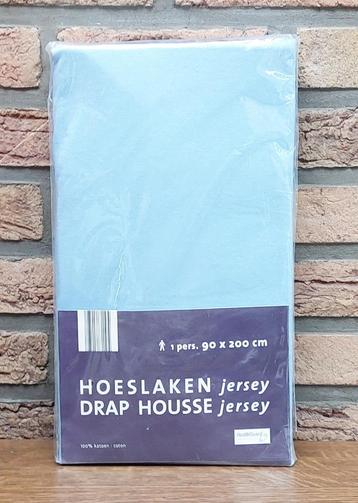 1 pers. 90 x 200 cm
HOESLAKEN jersey
DRAP HOUSSE jersey
100% katoen / coton